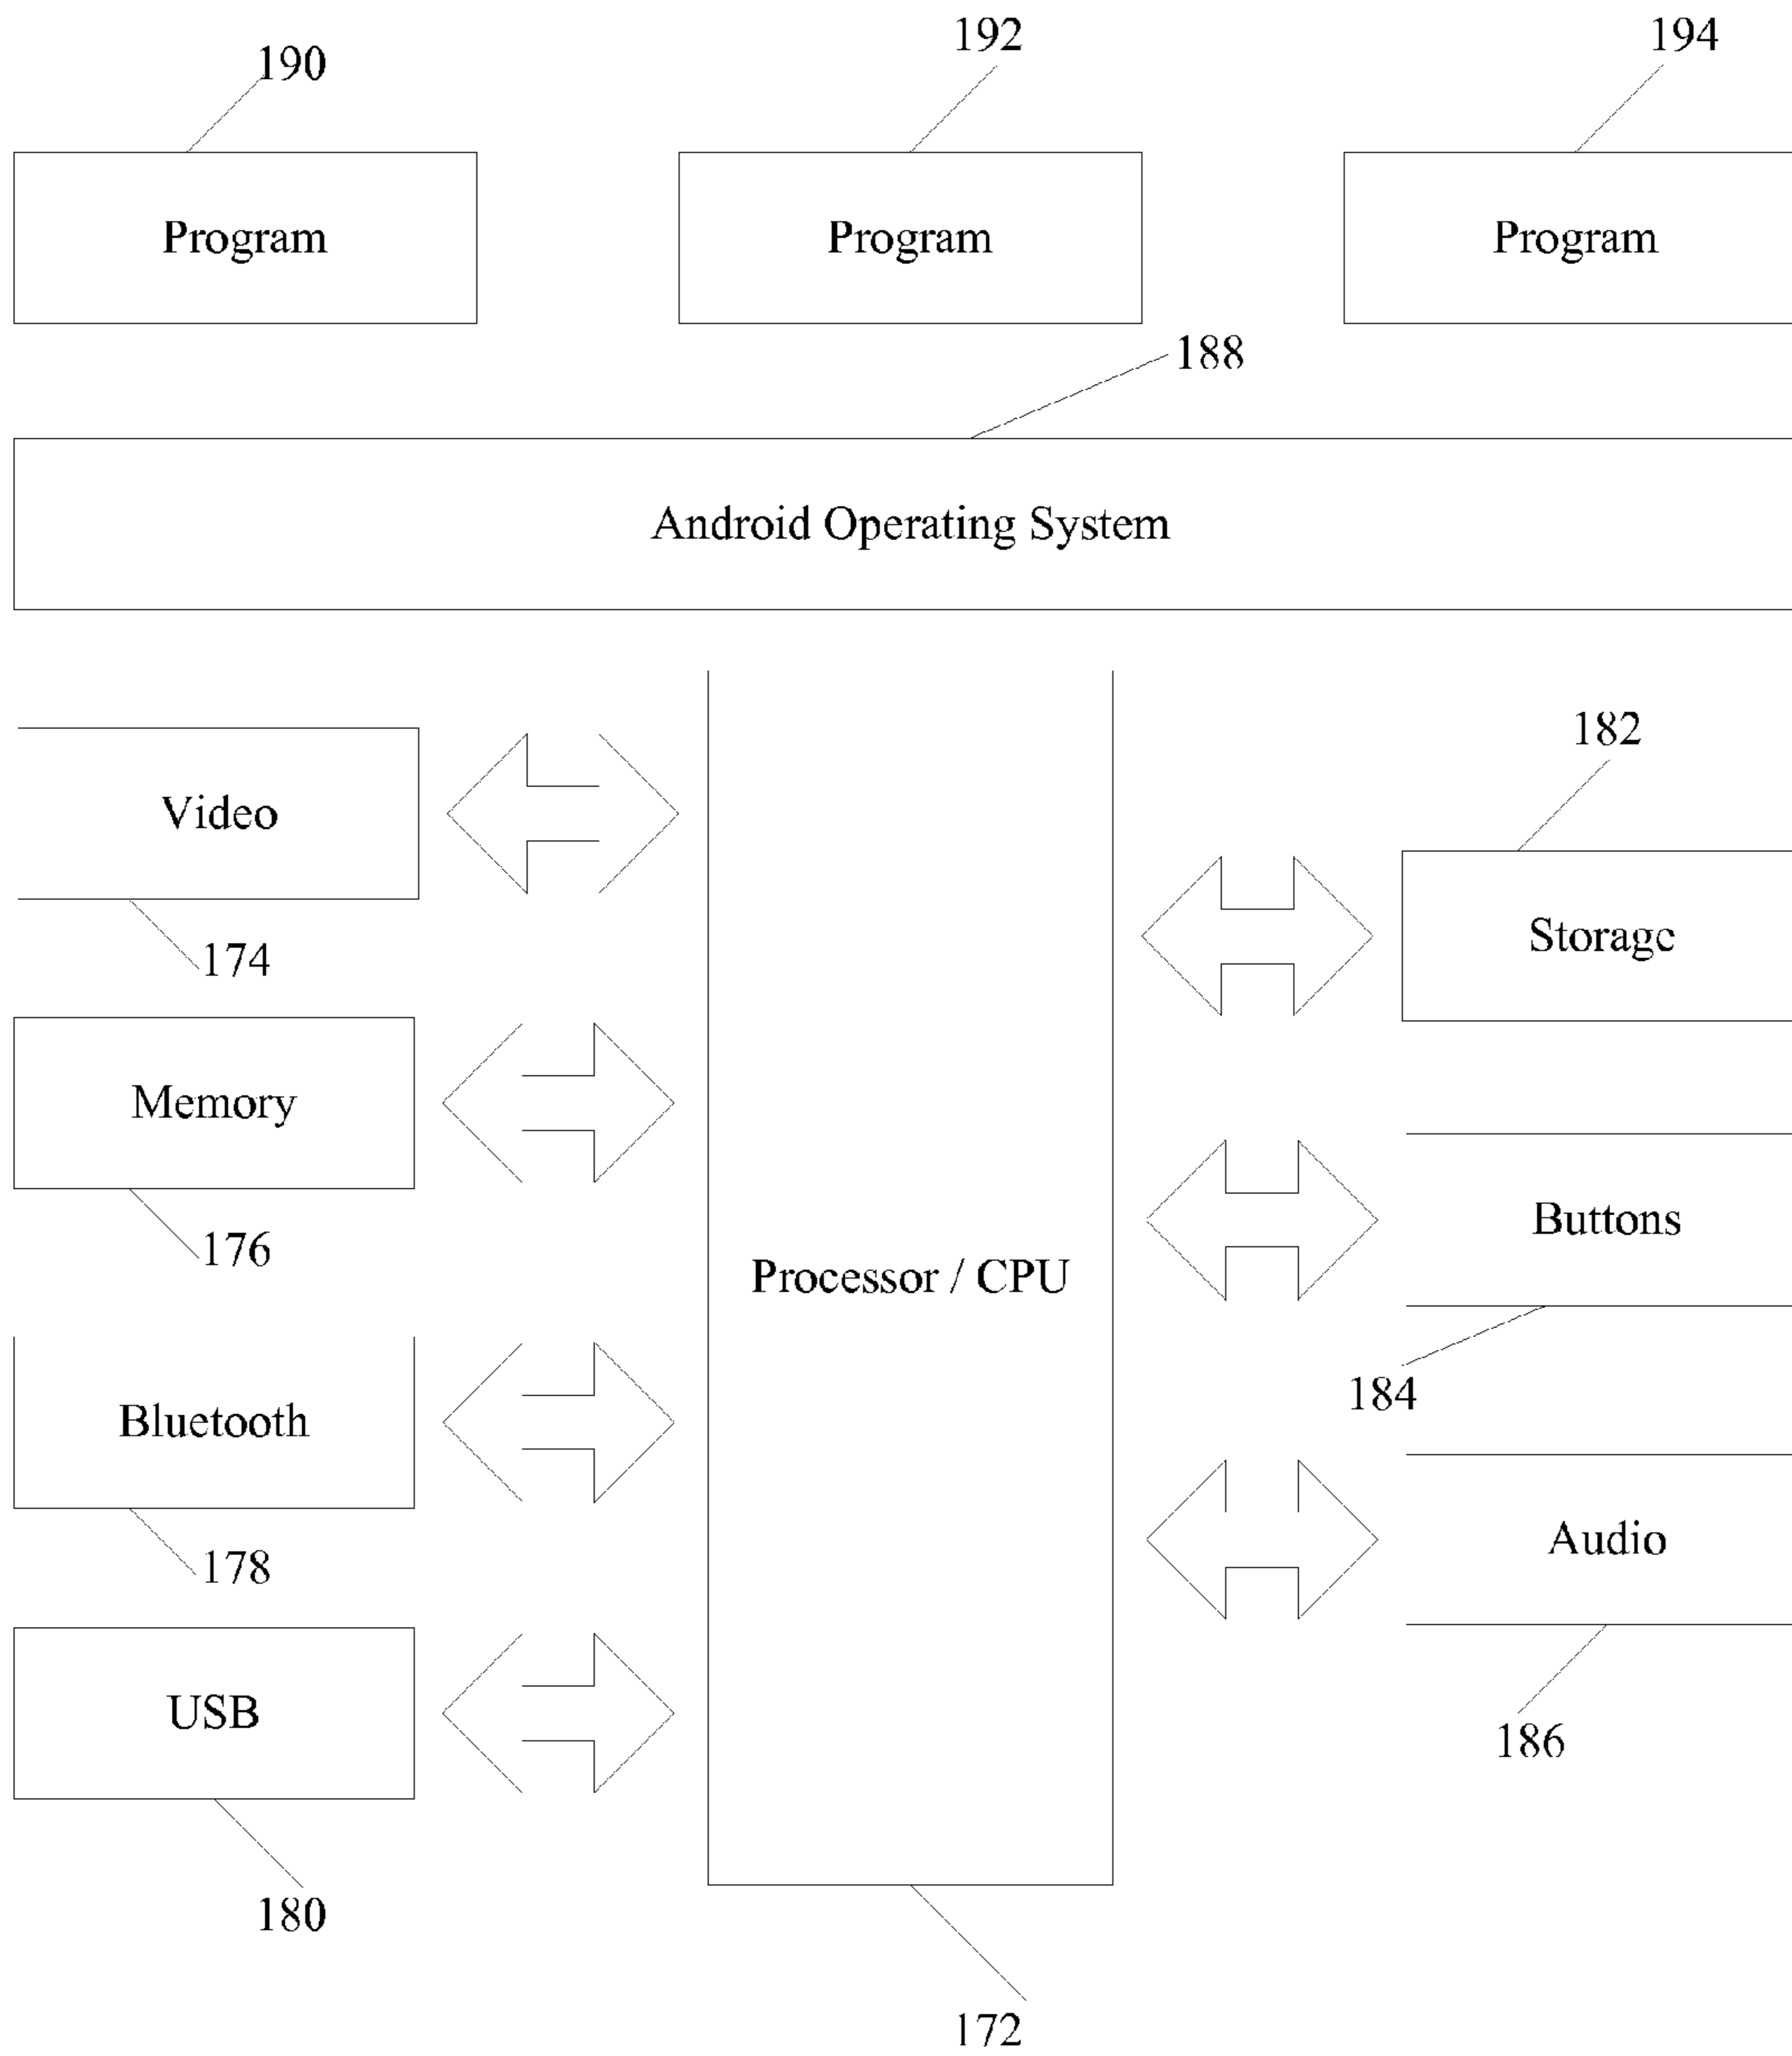 190
192
194
Program
Program
Program
188
Android Operating System
182
Video
Storage
174
Memory
Buttons
176
Processor / CPU
184
Bluetooth
Audio
178
USB
186
180
172